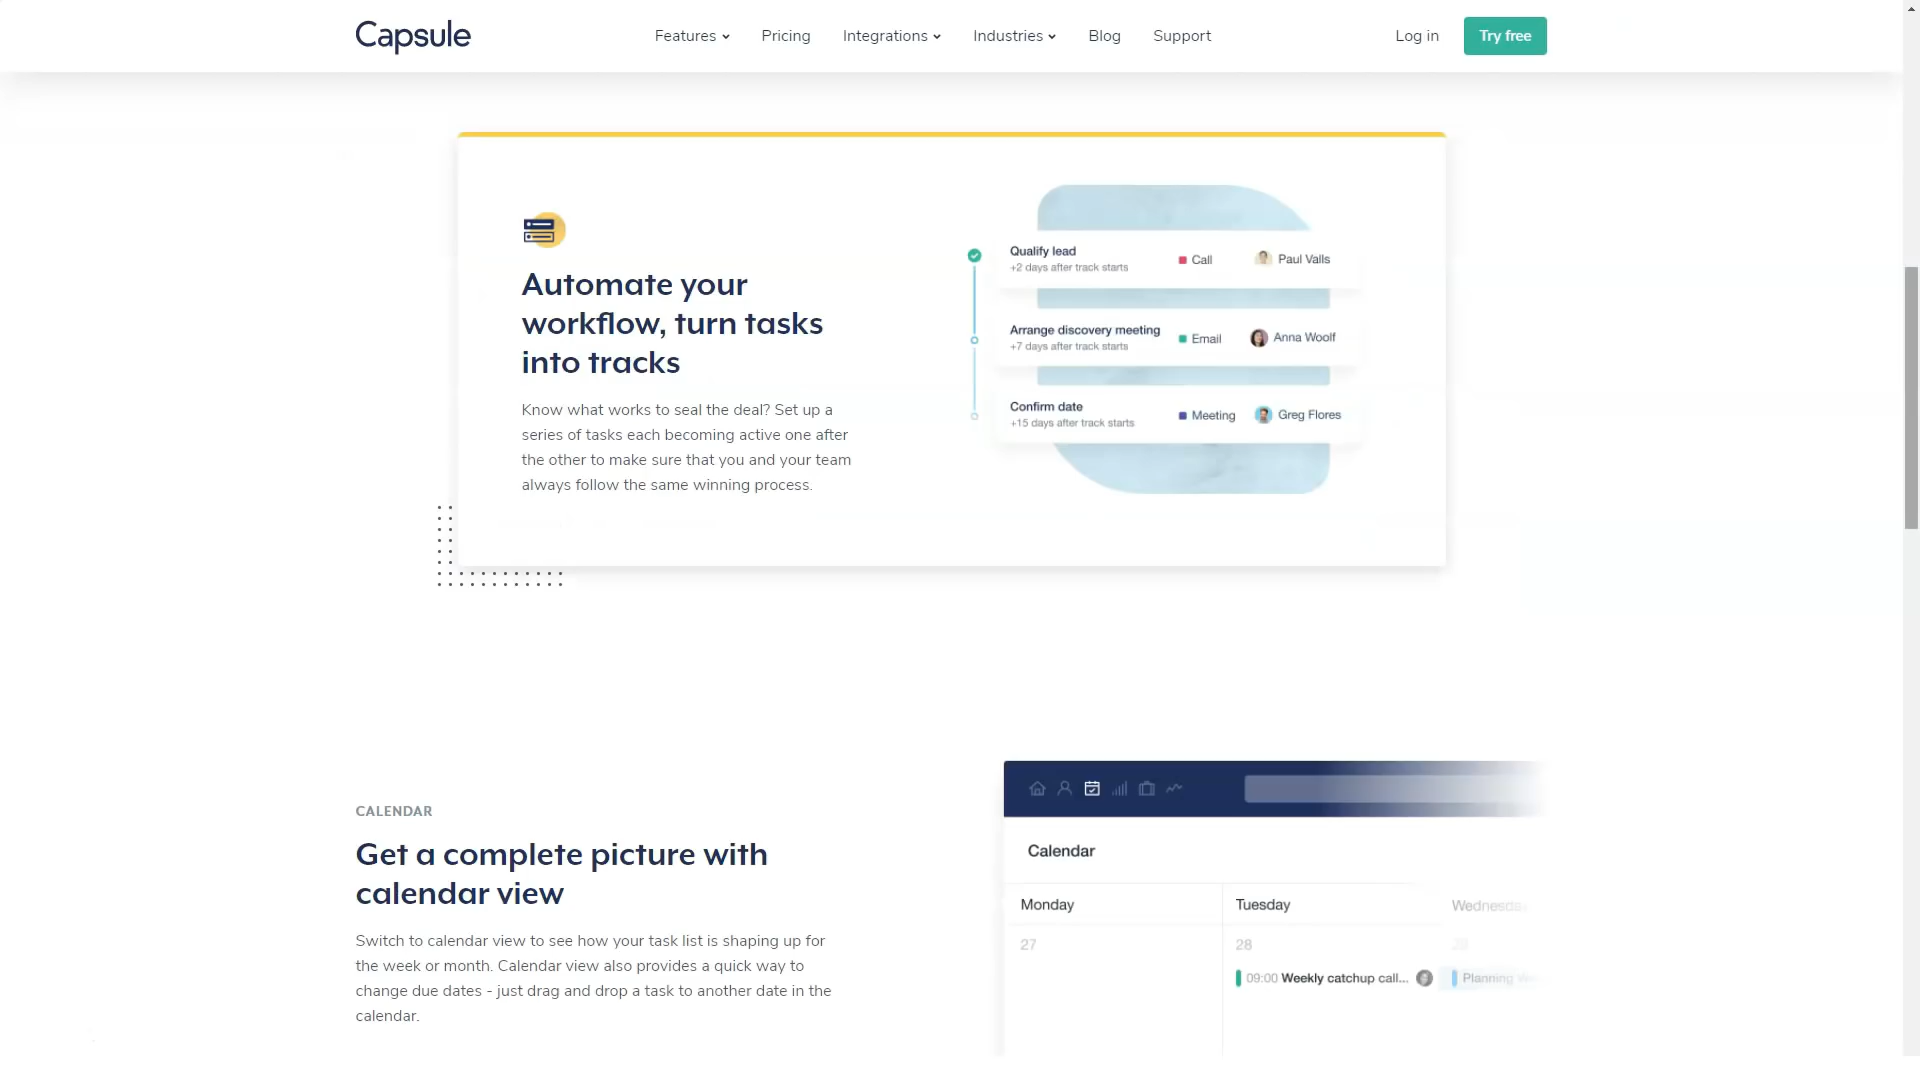 Capsule
Features
Pricing
Integrations
Industries
Blog
Support
Log in
Try free
Automate your
workflow, turn tasks
into tracks
Know what works to seal the deal? Set up a
series of tasks each becoming active one after
the other to make sure that you and your team
always follow the same winning process.
Qualify lead
+2 days after track starts
Call
Paul Valls
Arrange discovery meeting
+7 days after track starts
Email
Anna Woolf
Confirm date
+15 days after track starts
Meeting
Greg Flores
CALENDAR
Get a complete picture with
calendar view
Switch to calendar view to see how your task list is shaping up for
the week or month. Calendar view also provides a quick way to
change due dates - just drag and drop a task to another date in the
calendar.
Calendar
Monday
Tuesday
Wednesday
27
28
09:00 Weekly catchup call...
Planning